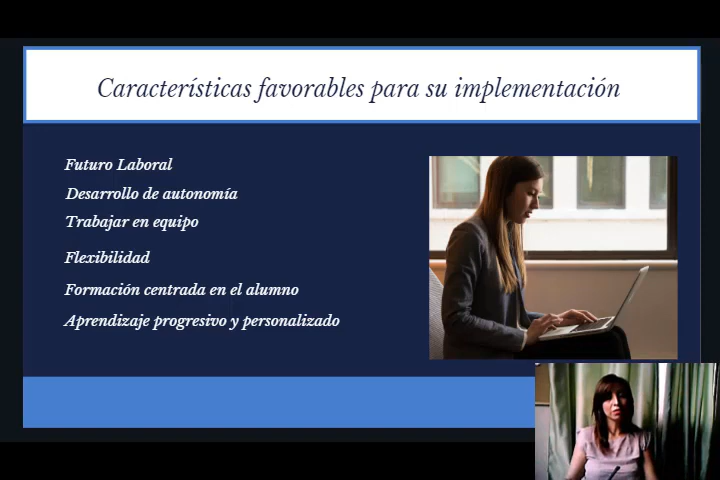 Características favorables para su implementación
Futuro Laboral
Desarrollo de autonomía
Trabajar en equipo
Flexibilidad
Formación centrada en el alumno
Aprendizaje progresivo y personalizado